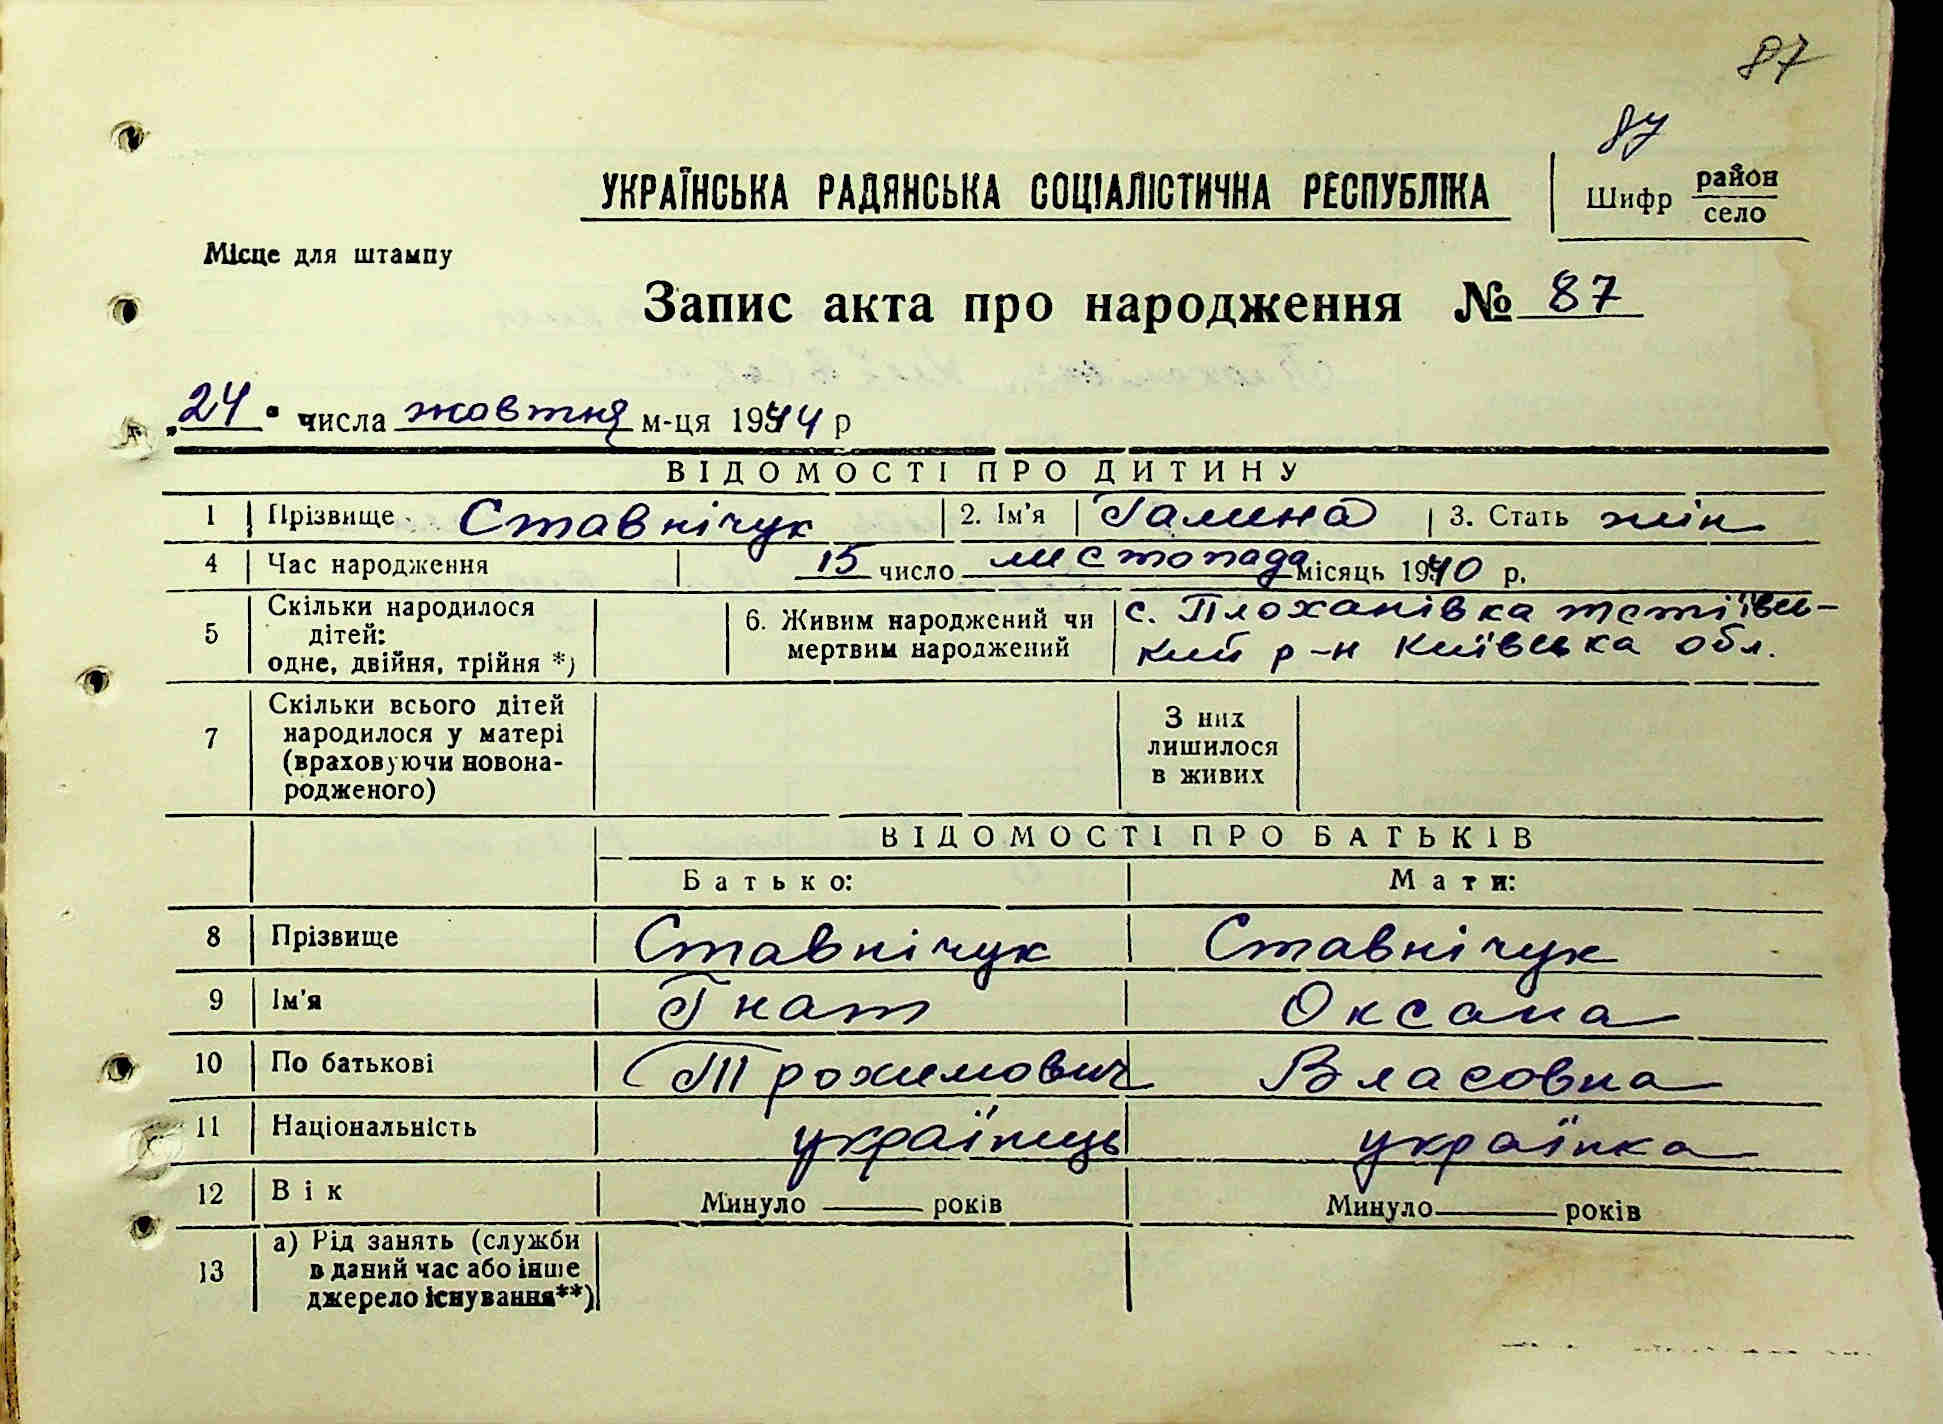 87
87
УКРАЇНСЬКА РАДЯНСЬКА СОЦІАЛІСТИЧНА РЕСПУБЛІКА
Шифр район
село
Місце для штампу
Запис акта про народження № 87
„24" числа жовтня м-ця 1944 р
ВІДОМОСТІ ПРО ДИТИНУ
1 Прізвище Ставнічук 2. Ім'я Галина 3. Стать жін
4 Час народження 15 число листопада місяць 1940 р.
5 Скільки народилося дітей: одне, двійня, трійня *)
6. Живим народжений чи мертвим народжений
с. Плоханівка тетіївсь-
кий р-н Київська обл.
7 Скільки всього дітей народилося у матері (враховуючи новона-родженого)
З них лишилося в живих
ВІДОМОСТІ ПРО БАТЬКІВ
Батько: Мати:
8 Прізвище Ставнічук Ставнічук
9 Ім'я Гнат Оксана
10 По батькові Трохимович Власовна
11 Національність українець українка
12 Вік Минуло ——— років Минуло ——— років
13 а) Рід занять (служби
в даний час або інше
джерело існування**)